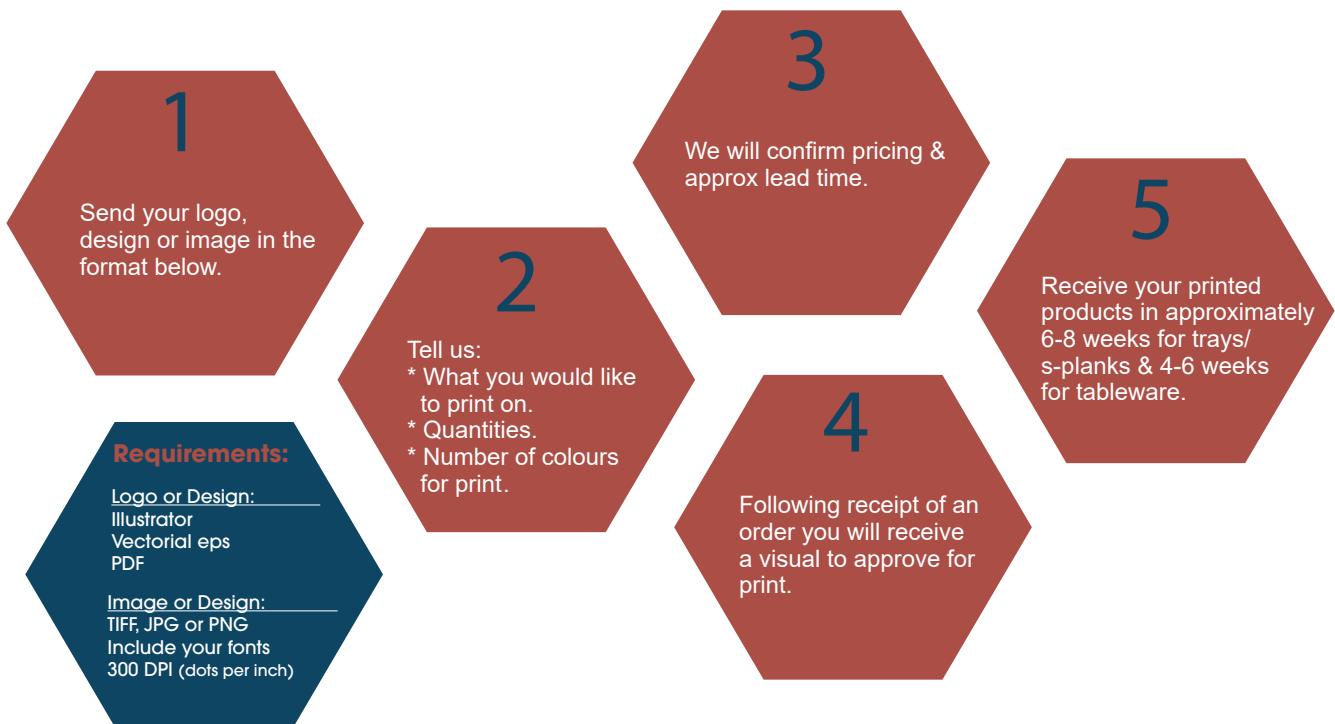 1
Send your logo,
design or image in the
format below.
2
Tell us:
* What you would like
to print on.
* Quantities.
* Number of colours
for print.
3
We will confirm pricing &
approx lead time.
4
Following receipt of an
order you will receive
a visual to approve for
print.
5
Receive your printed
products in approximately
6-8 weeks for trays/
s-planks & 4-6 weeks
for tableware.
Requirements:
Logo or Design:
Illustrator
Vectorial eps
PDF
Image or Design:
TIFF, JPG or PNG
Include your fonts
300 DPI (dots per inch)